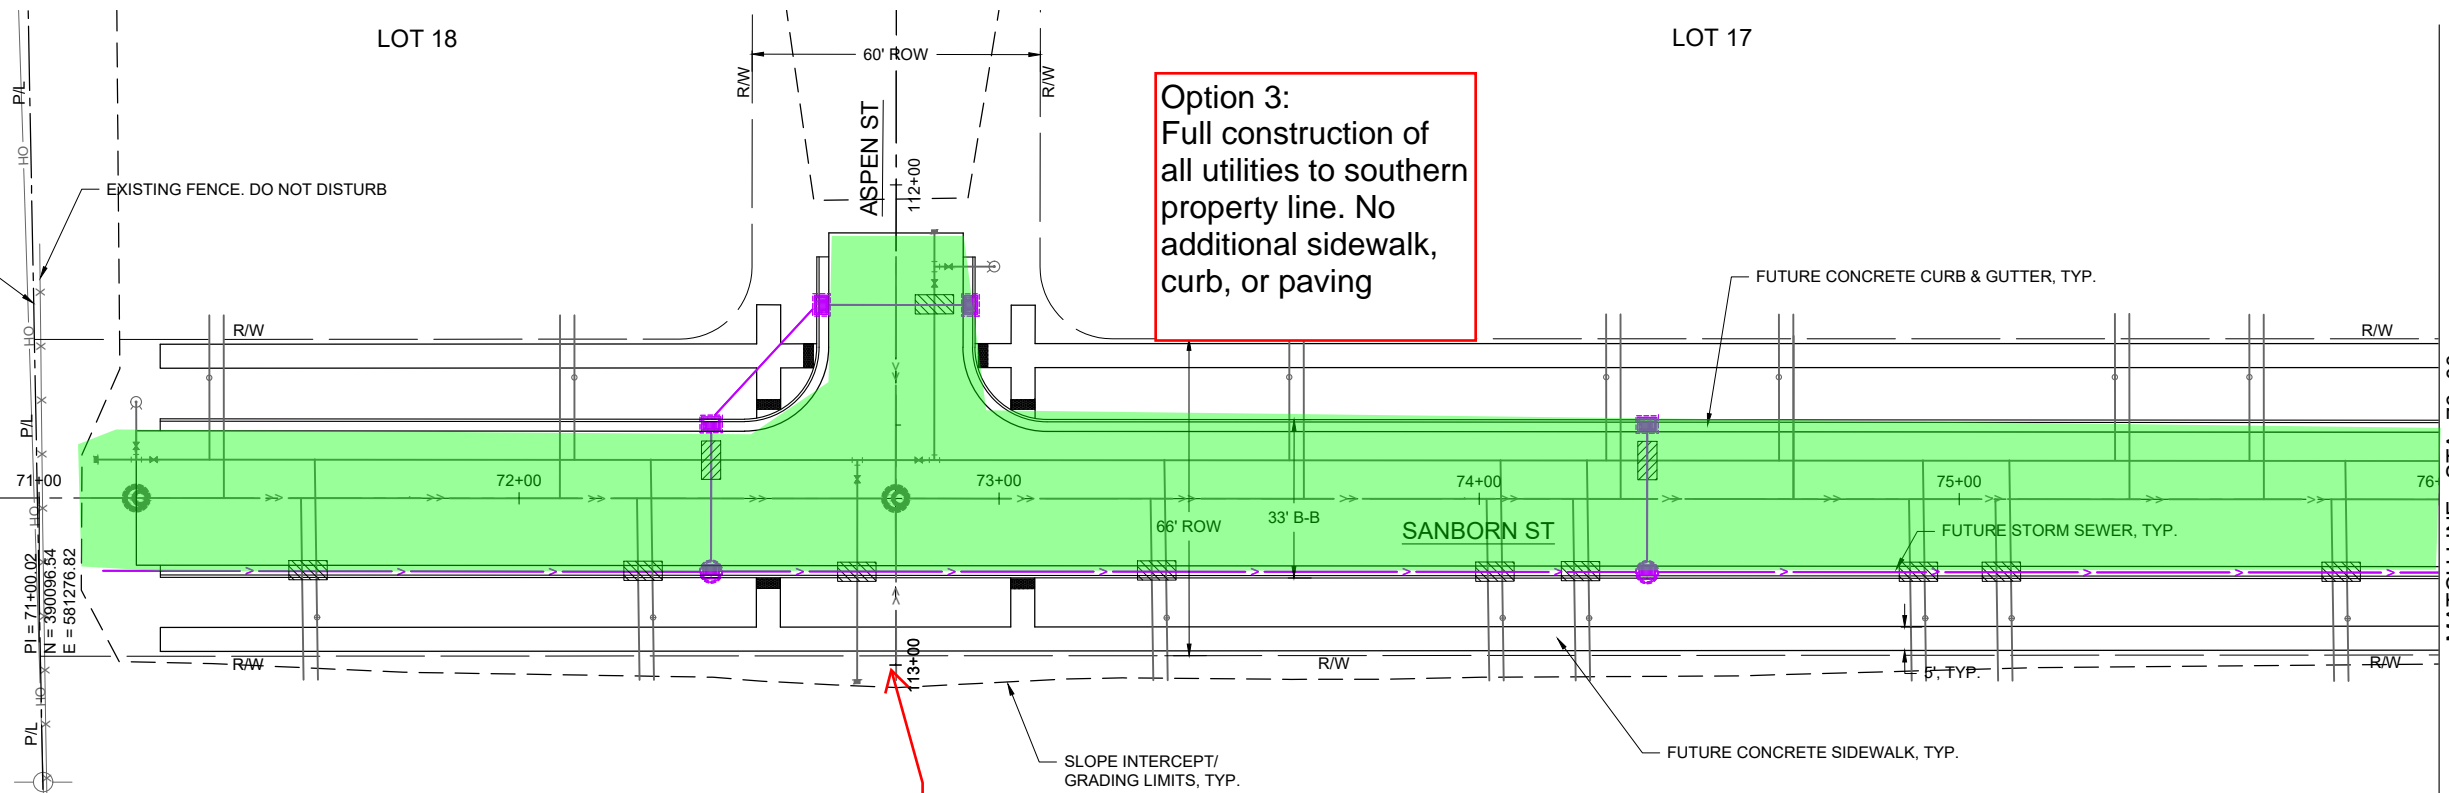 LOT 18
LOT 17
60' ROW
R/W
R/W
P/L
OH
ASPEN ST
112+00
Option 3:
Full construction of
all utilities to southern
property line. No
additional sidewalk,
curb, or paving
EXISTING FENCE. DO NOT DISTURB
FUTURE CONCRETE CURB & GUTTER, TYP.
R/W
R/W
OH
P/L
71+00
72+00
73+00
74+00
75+00
OH
66' ROW
33' B-B
SANBORN ST
FUTURE STORM SEWER, TYP.
PI = 71+00.02
N = 390096.54
E = 581276.82
R/W
113+00
R/W
R/W
5', TYP.
OH
P/L
SLOPE INTERCEPT/
GRADING LIMITS, TYP.
FUTURE CONCRETE SIDEWALK, TYP.